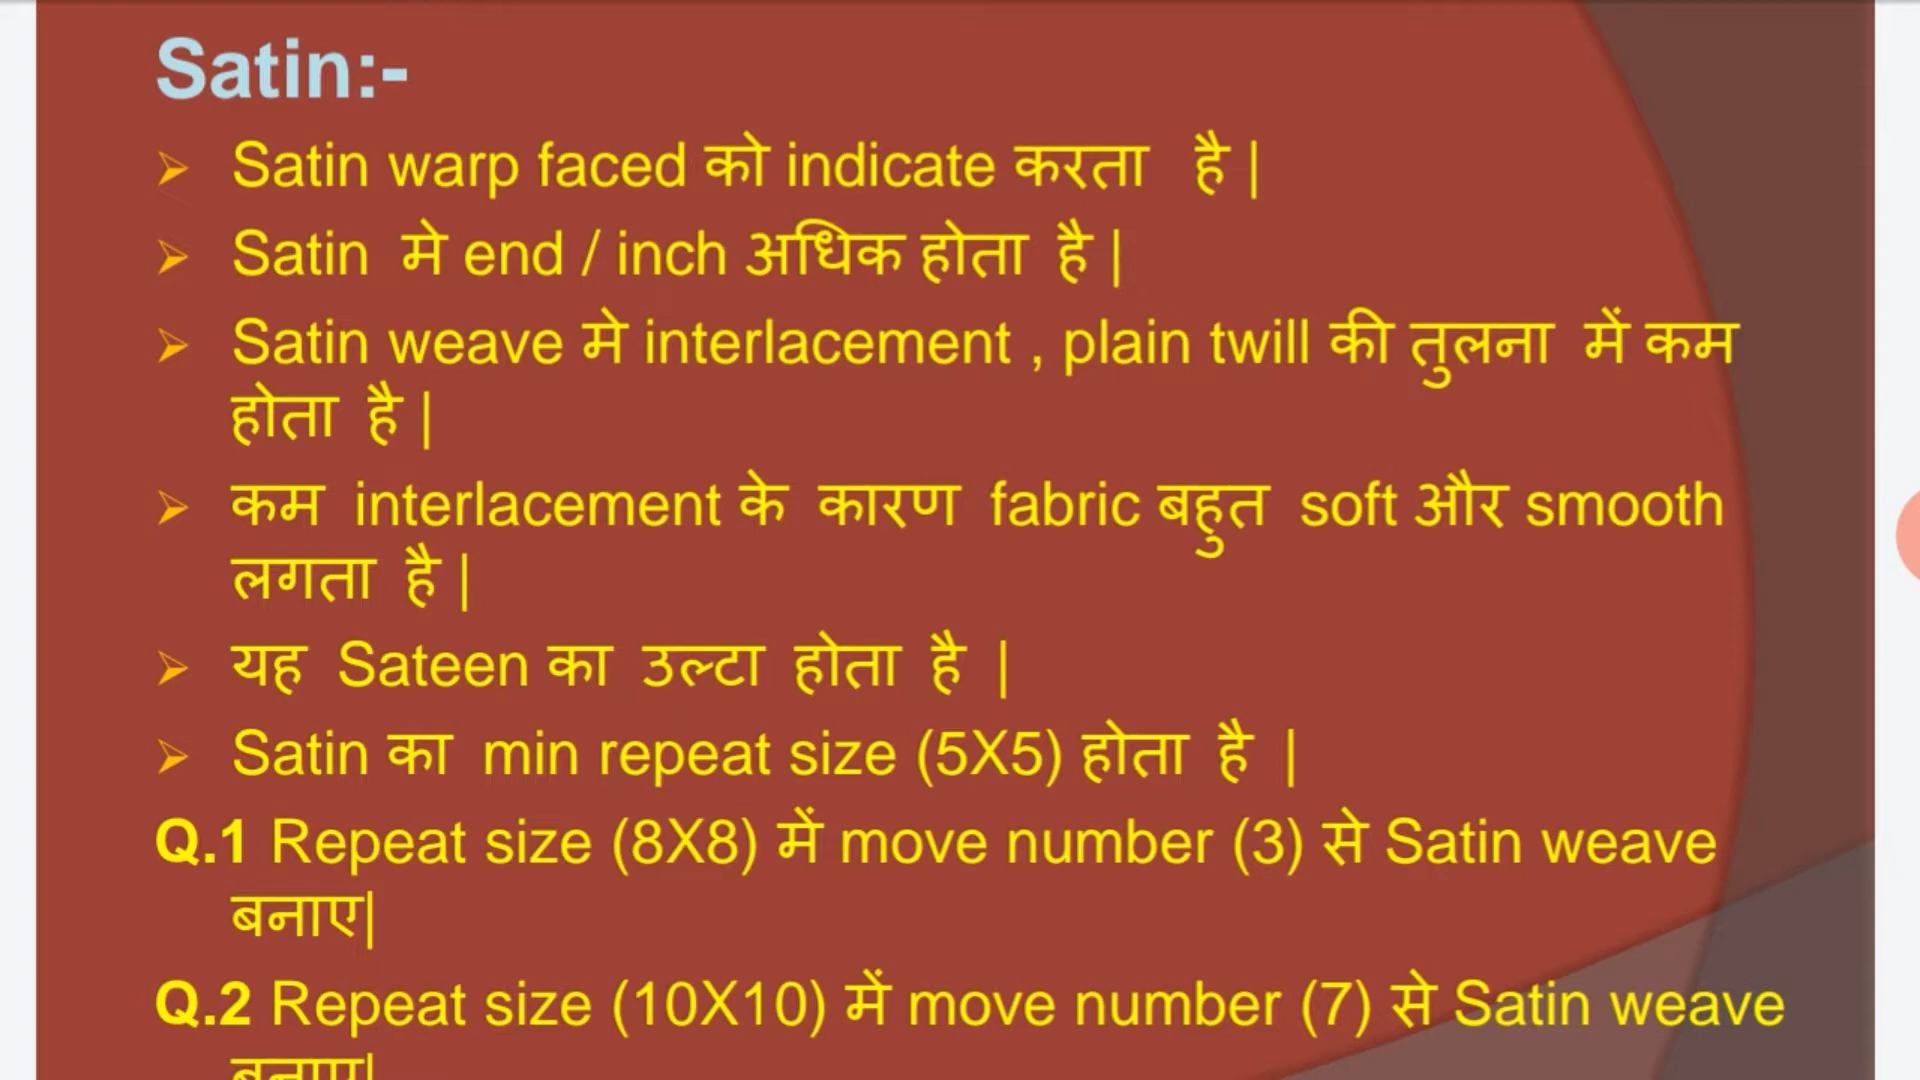 Satin:-
➢ Satin warp faced को indicate करता है |
➢ Satin मे end / inch अधिक होता है |
➢ Satin weave मे interlacement , plain twill की तुलना में कम
होता है |
➢ कम interlacement के कारण fabric बहुत soft और smooth
लगता है |
➢ यह Sateen का उल्टा होता है |
➢ Satin का min repeat size (5X5) होता है |
Q.1 Repeat size (8X8) में move number (3) से Satin weave
बनाए|
Q.2 Repeat size (10X10) में move number (7) से Satin weave
बनाए|